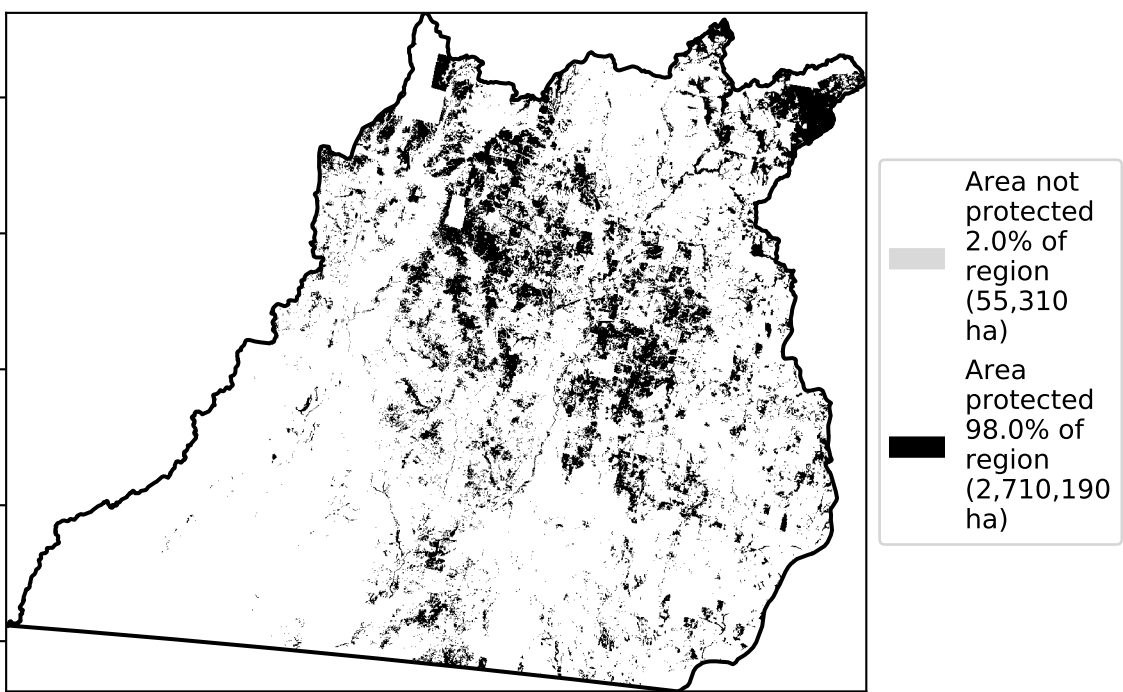 Area not
protected
2.0% of
region
(55,310
ha)
Area
protected
98.0% of
region
(2,710,190
ha)